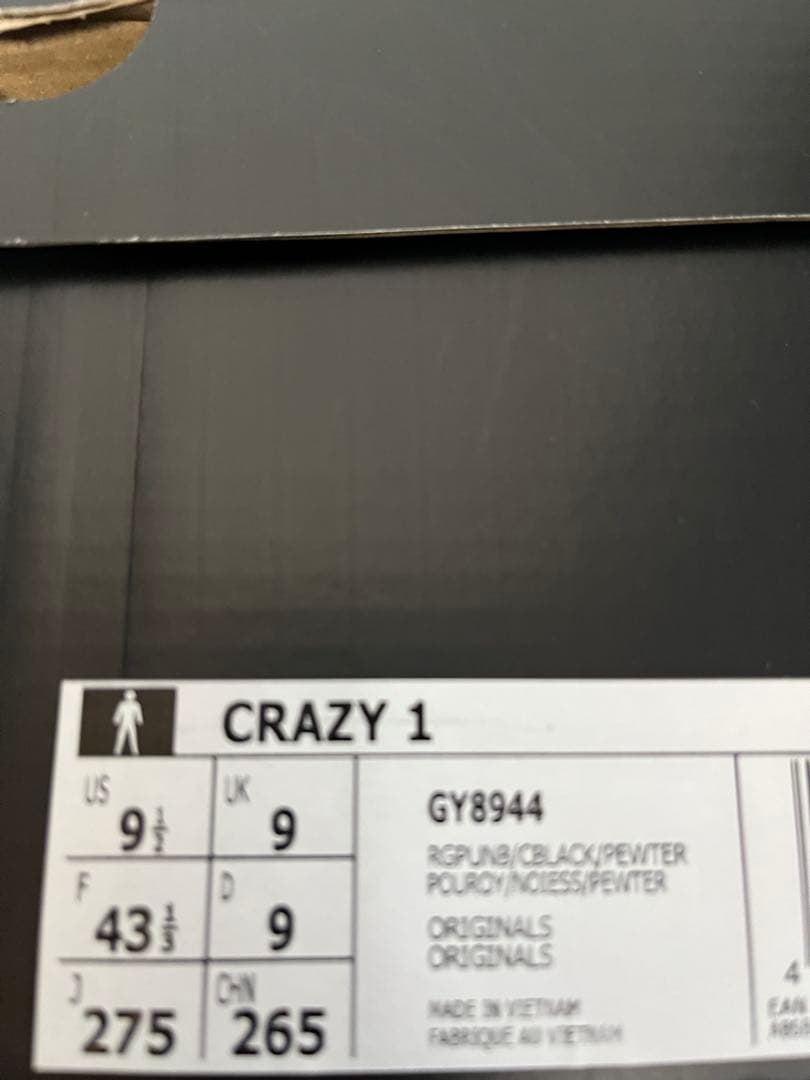 CRAZY 1
US 9½ UK 9
F 43⅓ D 9
J 275 CHN 265
GY8944
RGPUNB/CBLACK/PEWTER
POUROY/NOIESS/PEWTER
ORIGINALS
ORIGINALS
MADE IN VIETNAM
FABRIQUE AU VIETNAM
4
EAN